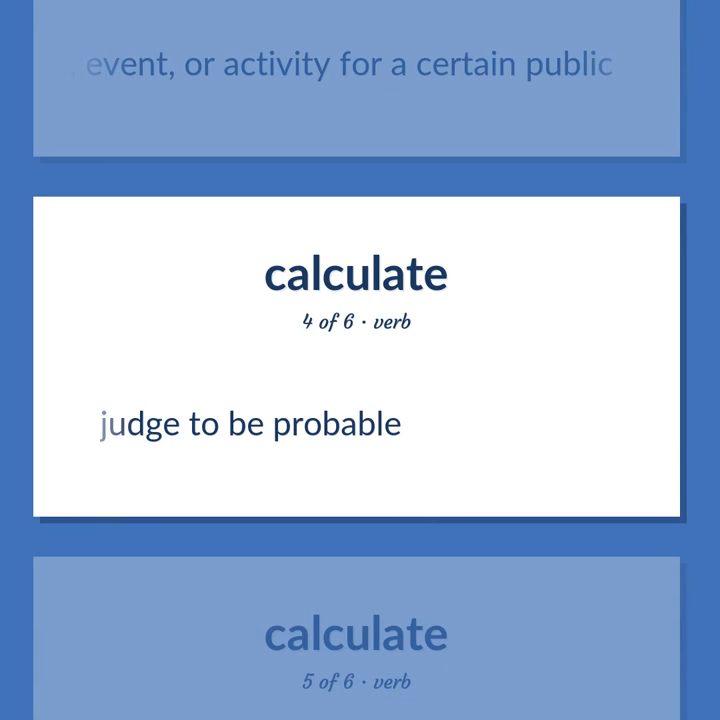 , event, or activity for a certain public
calculate
4 of 6 · verb
judge to be probable
calculate
5 of 6 · verb